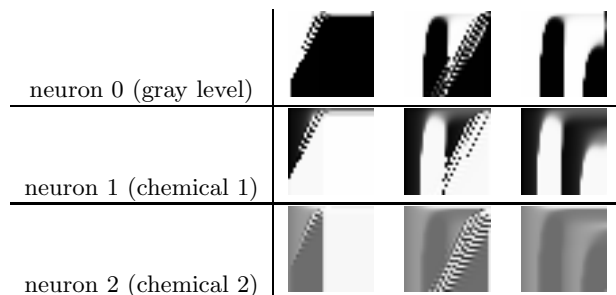 neuron 0 (gray level)
neuron 1 (chemical 1)
neuron 2 (chemical 2)